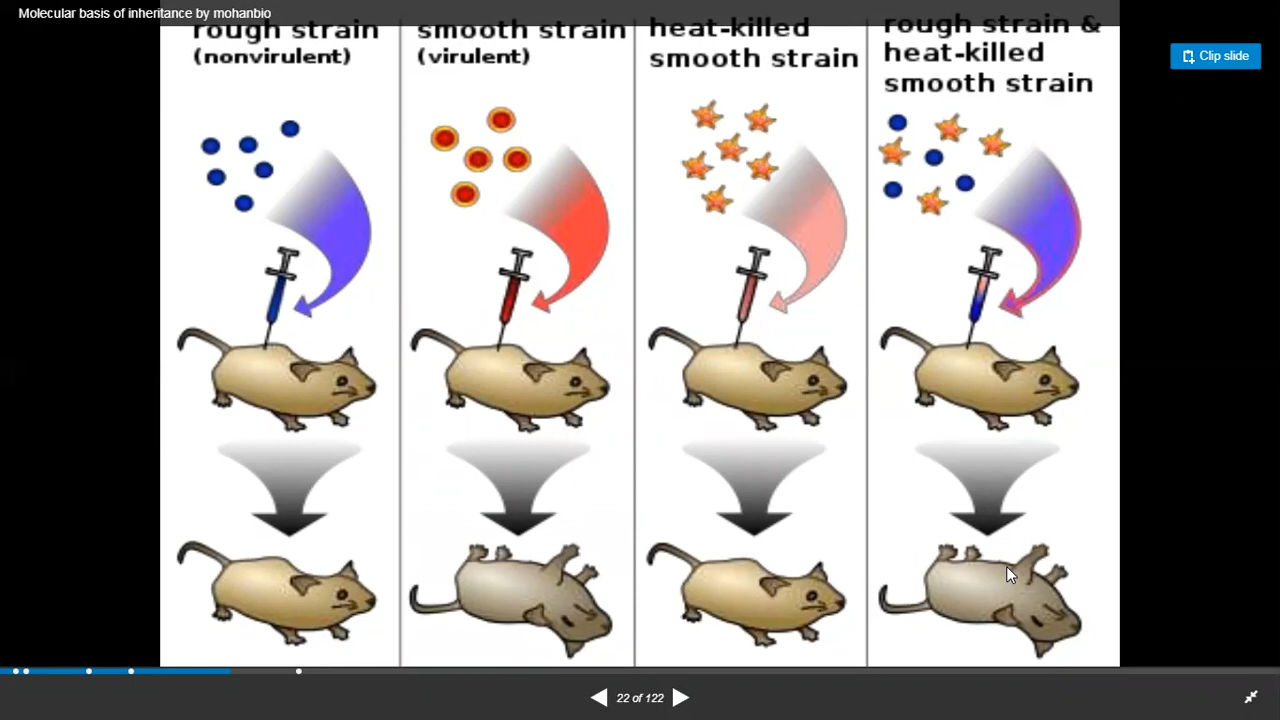 Molecular basis of inheritance by mohanbio
Clip slide
rough strain
(nonvirulent)
smooth strain
(virulent)
heat-killed
smooth strain
rough strain &
heat-killed
smooth strain
22 of 122